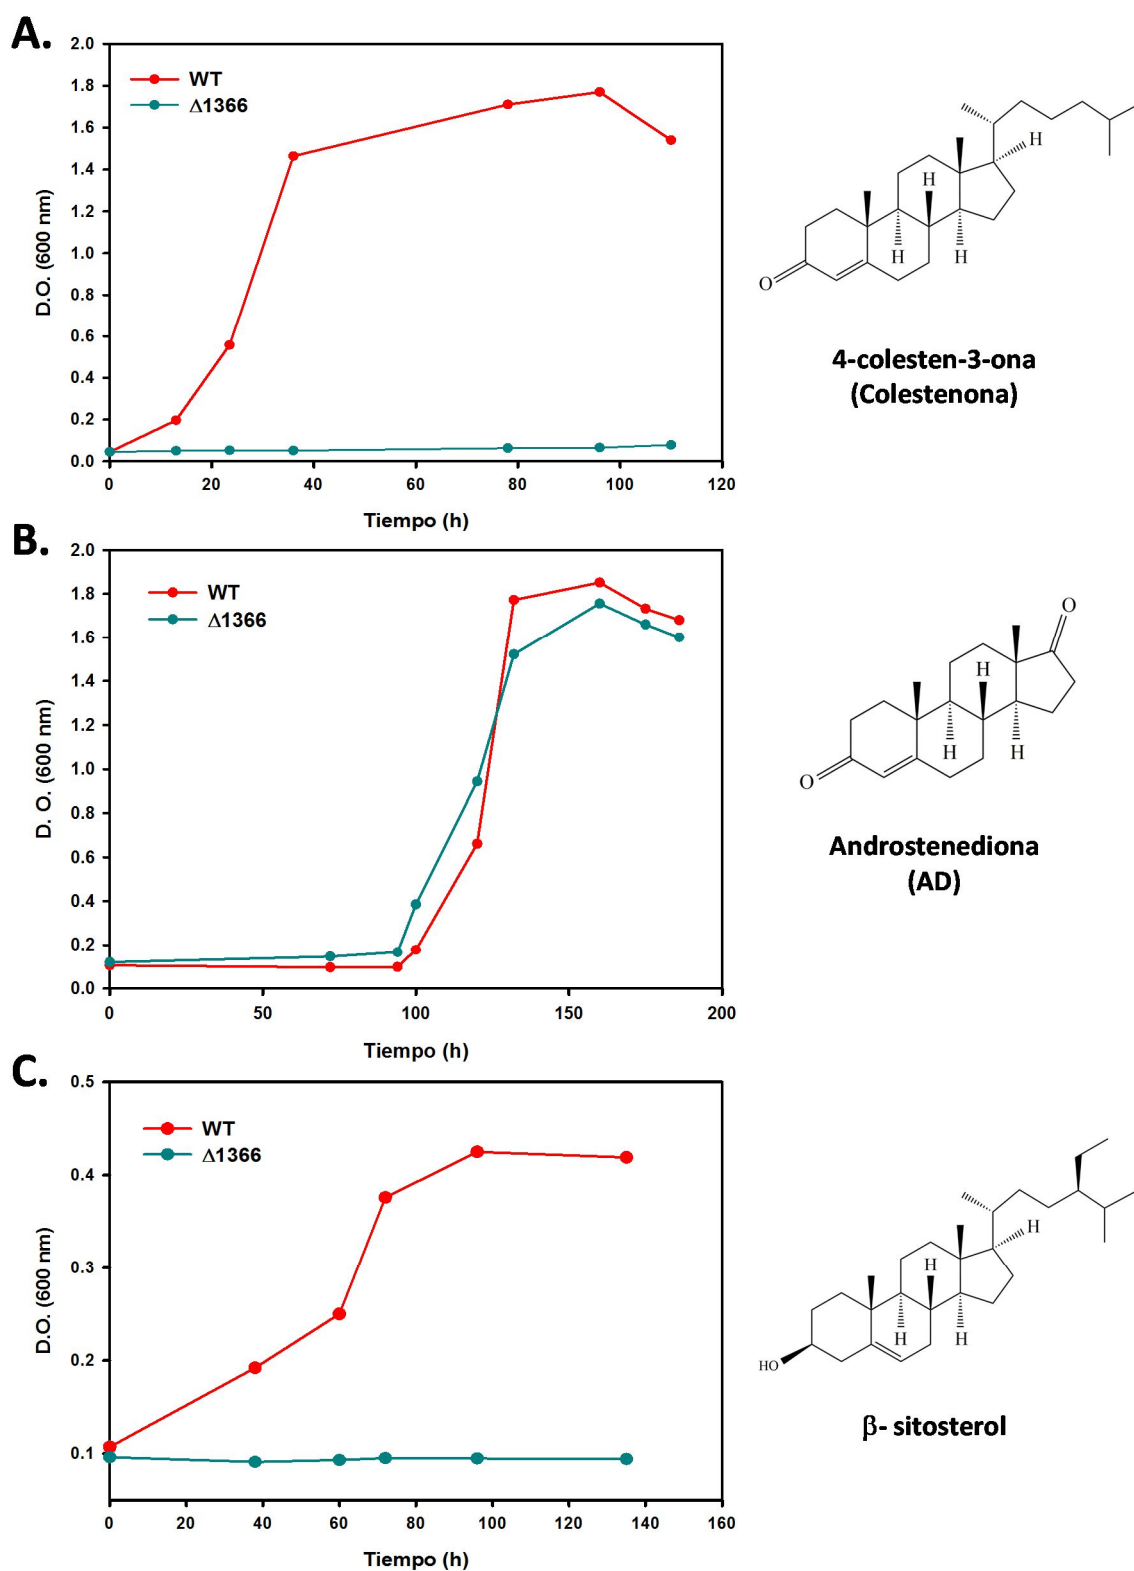 A.
2.0
1.8
1.6
1.4
1.2
1.0
0.8
0.6
0.4
0.2
0.0
D.O. (600 nm)
WT
Δ1366
0 20 40 60 80 100 120
Tiempo (h)
H
H
H
H
O
4-colesten-3-ona
(Colestenona)
B.
2.0
1.8
1.6
1.4
1.2
1.0
0.8
0.6
0.4
0.2
0.0
D. O. (600 nm)
WT
Δ1366
0 50 100 150 200
Tiempo (h)
O
H
H
H
O
Androstenediona
(AD)
C.
0.5
0.4
0.3
0.2
0.1
D.O. (600 nm)
WT
Δ1366
0 20 40 60 80 100 120 140 160
Tiempo (h)
H
H
H
H
HO
β- sitosterol